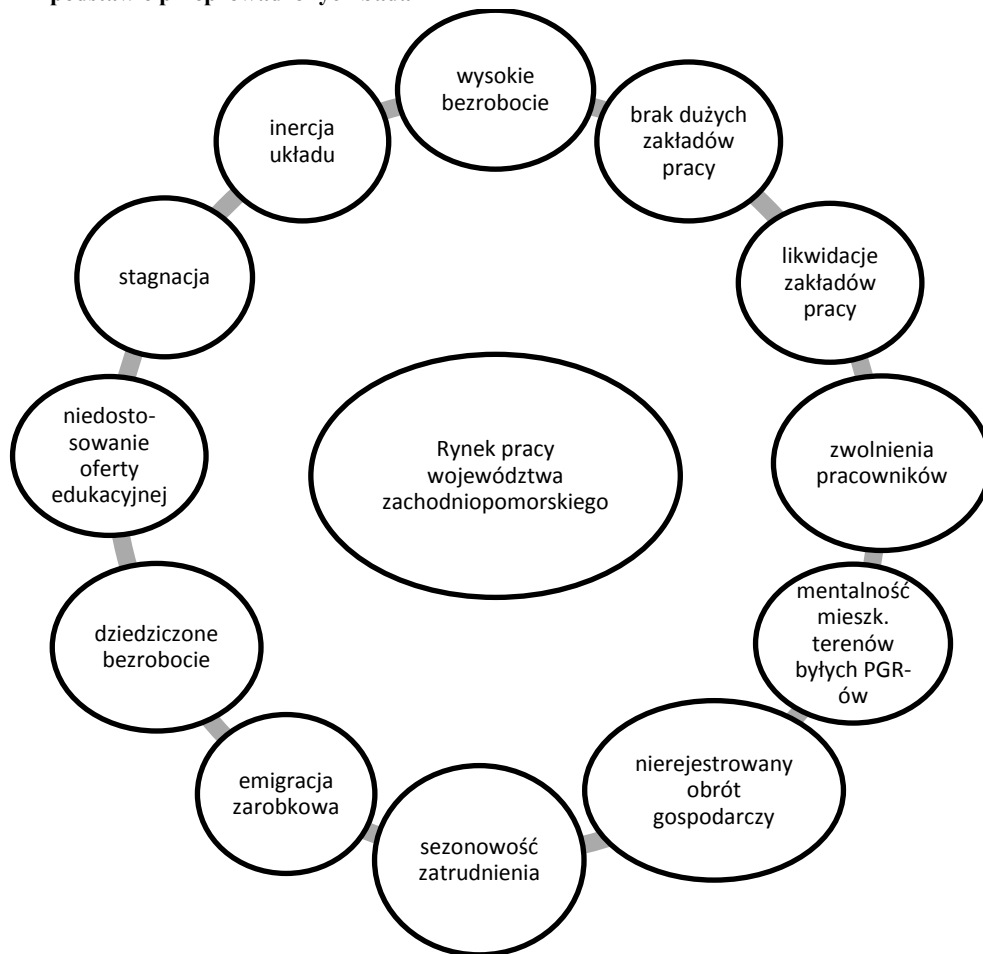 wysokie
bezrobocie
brak dużych
zakładów
pracy
likwidacje
zakładów
pracy
zwolnienia
pracowników
mentalność
mieszk.
terenów
byłych PGR-
ów
nierejestrowany
obrót
gospodarczy
sezonowość
zatrudnienia
emigracja
zarobkowa
dziedziczone
bezrobocie
niedosto-
sowanie
oferty
edukacyjnej
stagnacja
inercja
układu
Rynek pracy
województwa
zachodniopomorskiego